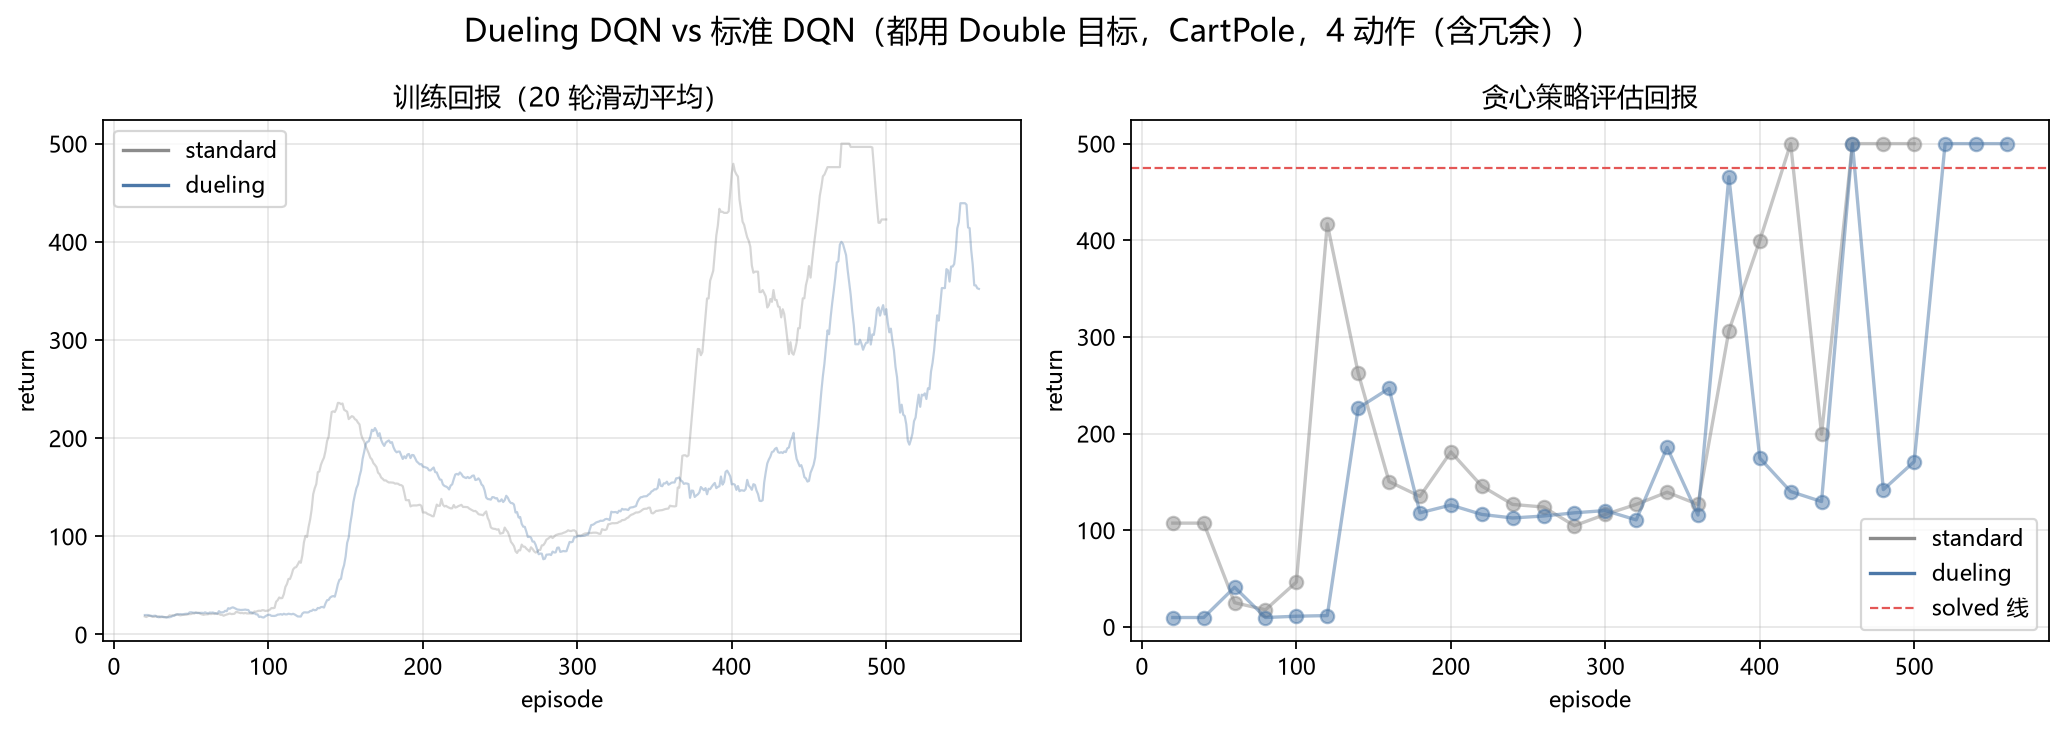 Dueling DQN vs 标准 DQN（都用 Double 目标，CartPole，4 动作（含冗余））
训练回报（20 轮滑动平均）
500
400
300
200
100
0
return
standard
dueling
0 100 200 300 400 500
episode
贪心策略评估回报
500
400
300
200
100
0
return
standard
dueling
solved 线
0 100 200 300 400 500
episode